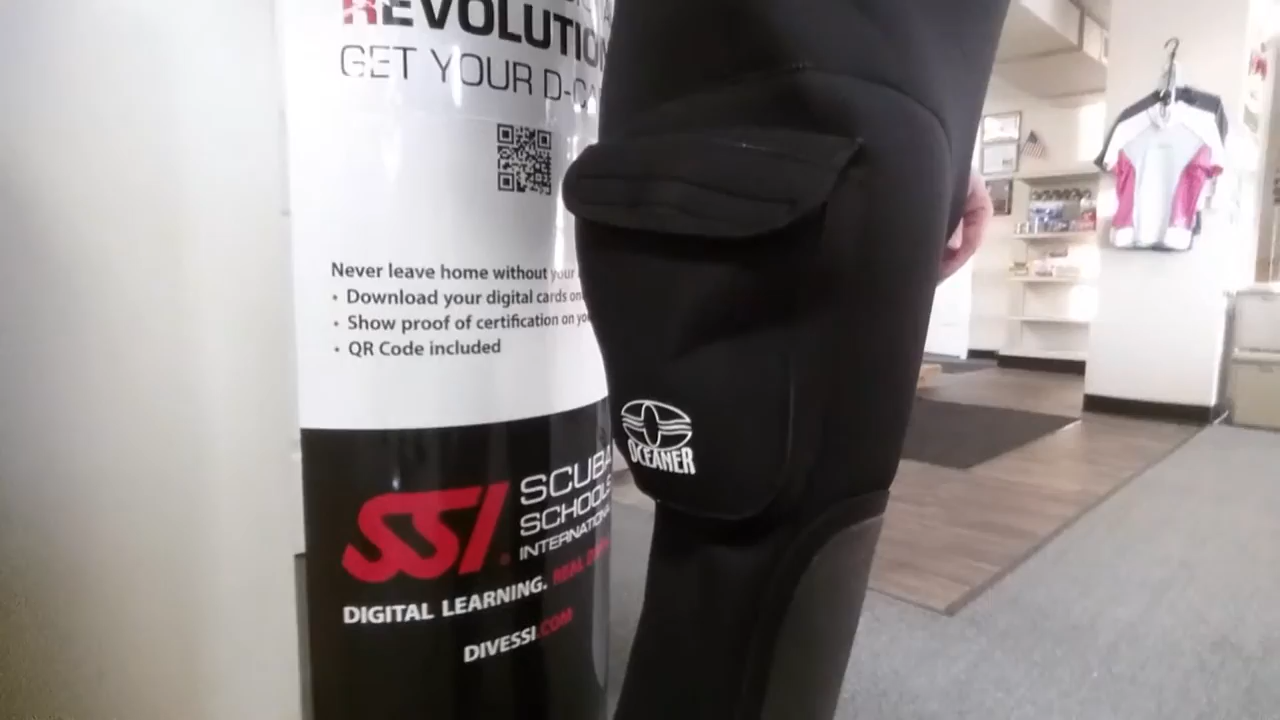 REVOLUTION
GET YOUR D-CA
Never leave home without your
• Download your digital cards on
• Show proof of certification on yo
• QR Code included
OCEANER
SSI
SCUBA
SCHOOLS
INTERNATIONAL
DIGITAL LEARNING. REAL
DIVESSI.COM